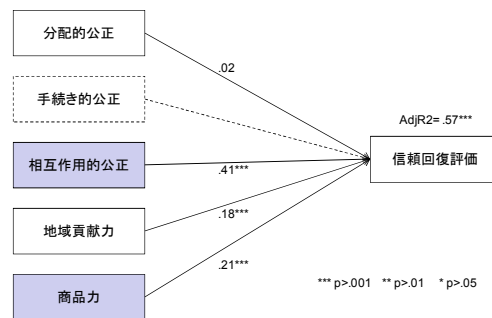 分配的公正
.02
手続き的公正
AdjR2= .57***
信頼回復評価
相互作用的公正
.41***
地域貢献力
.18***
.21***
商品力
*** p>.001 ** p>.01 * p>.05